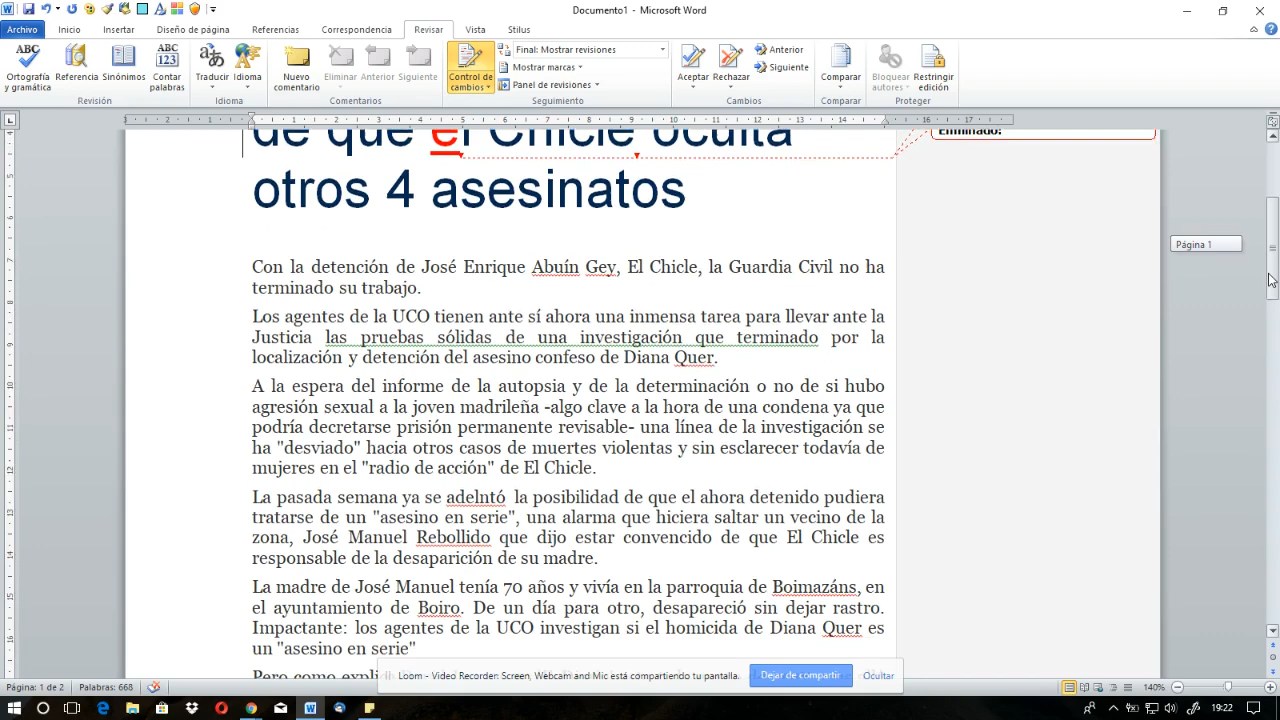 Documento1 - Microsoft Word
Archivo Inicio Insertar Diseño de página Referencias Correspondencia Revisar Vista Stilus
Ortografía y gramática
Referencia
Sinónimos
Contar palabras
Traducir
Idioma
Nuevo comentario
Eliminar
Anterior
Siguiente
Control de cambios
Final: Mostrar revisiones
Mostrar marcas
Panel de revisiones
Aceptar
Rechazar
Anterior
Siguiente
Comparar
Bloquear autores
Restringir edición
Revisión Idioma Comentarios Seguimiento Cambios Comparar Proteger
de que el Chicle oculta
Eliminado:
otros 4 asesinatos
Página 1
Con la detención de José Enrique Abuín Gey, El Chicle, la Guardia Civil no ha
terminado su trabajo.
Los agentes de la UCO tienen ante sí ahora una inmensa tarea para llevar ante la
Justicia las pruebas sólidas de una investigación que terminado por la
localización y detención del asesino confeso de Diana Quer.
A la espera del informe de la autopsia y de la determinación o no de si hubo
agresión sexual a la joven madrileña -algo clave a la hora de una condena ya que
podría decretarse prisión permanente revisable- una línea de la investigación se
ha "desviado" hacia otros casos de muertes violentas y sin esclarecer todavía de
mujeres en el "radio de acción" de El Chicle.
La pasada semana ya se adelntó la posibilidad de que el ahora detenido pudiera
tratarse de un "asesino en serie", una alarma que hiciera saltar un vecino de la
zona, José Manuel Rebollido que dijo estar convencido de que El Chicle es
responsable de la desaparición de su madre.
La madre de José Manuel tenía 70 años y vivía en la parroquia de Boimazáns, en
el ayuntamiento de Boiro. De un día para otro, desapareció sin dejar rastro.
Impactante: los agentes de la UCO investigan si el homicida de Diana Quer es
un "asesino en serie"
Pero como
Loom - Video Recorder: Screen, Webcam and Mic está compartiendo tu pantalla.
Dejar de compartir
Ocultar
Página: 1 de 2 Palabras: 668
140%
19:22